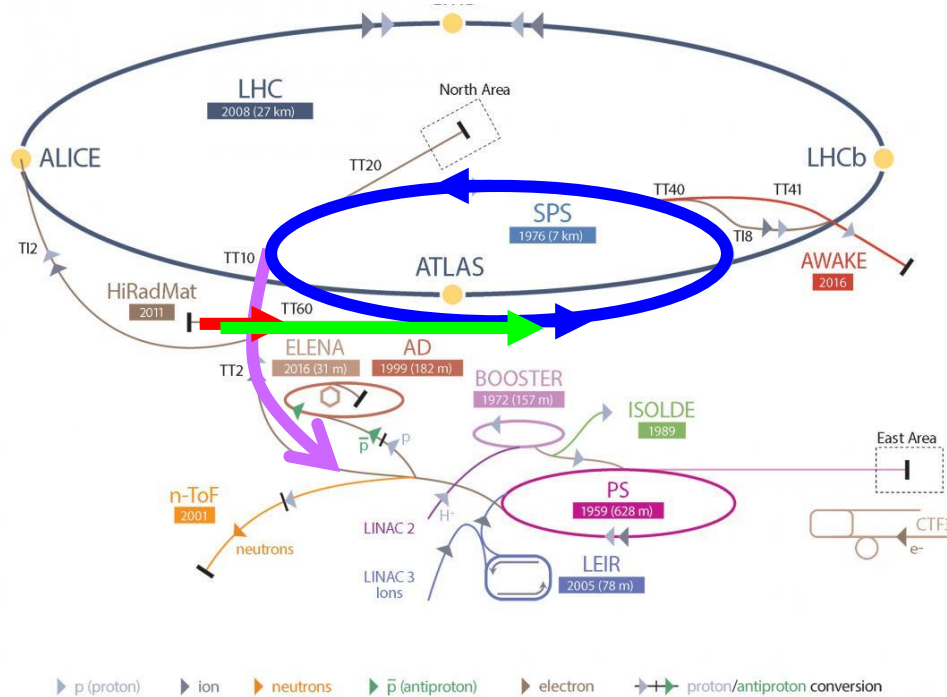 LHC
2008 (27 km)
North Area
ALICE
TT20
LHCb
TT40
TT41
SPS
1976 (7 km)
TI8
TI2
TT10
ATLAS
AWAKE
2016
HiRadMat
2011
TT60
ELENA
2016 (31 m)
AD
1999 (182 m)
TT2
BOOSTER
1972 (157 m)
ISOLDE
1989
p
p̅
East Area
n-ToF
2001
PS
1959 (628 m)
H+
LINAC 2
neutrons
CTF3
e-
LEIR
2005 (78 m)
LINAC 3
Ions
p (proton)
ion
neutrons
p̅ (antiproton)
electron
proton/antiproton conversion